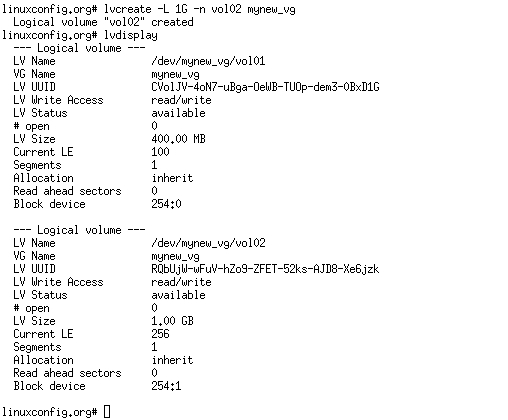 linuxconfig.org# lvcreate -L 1G -n vol02 mynew_vg
  Logical volume "vol02" created
linuxconfig.org# lvdisplay
  --- Logical volume ---
  LV Name                /dev/mynew_vg/vol01
  VG Name                mynew_vg
  LV UUID                CVolJV-4oN7-uBga-OeWB-TUOp-dem3-0BxD1G
  LV Write Access        read/write
  LV Status              available
  # open                 0
  LV Size                400.00 MB
  Current LE             100
  Segments               1
  Allocation             inherit
  Read ahead sectors     0
  Block device           254:0

  --- Logical volume ---
  LV Name                /dev/mynew_vg/vol02
  VG Name                mynew_vg
  LV UUID                RQbUjW-wFuV-hZo9-ZFET-52ks-AJD8-Xe6jzk
  LV Write Access        read/write
  LV Status              available
  # open                 0
  LV Size                1.00 GB
  Current LE             256
  Segments               1
  Allocation             inherit
  Read ahead sectors     0
  Block device           254:1

linuxconfig.org#